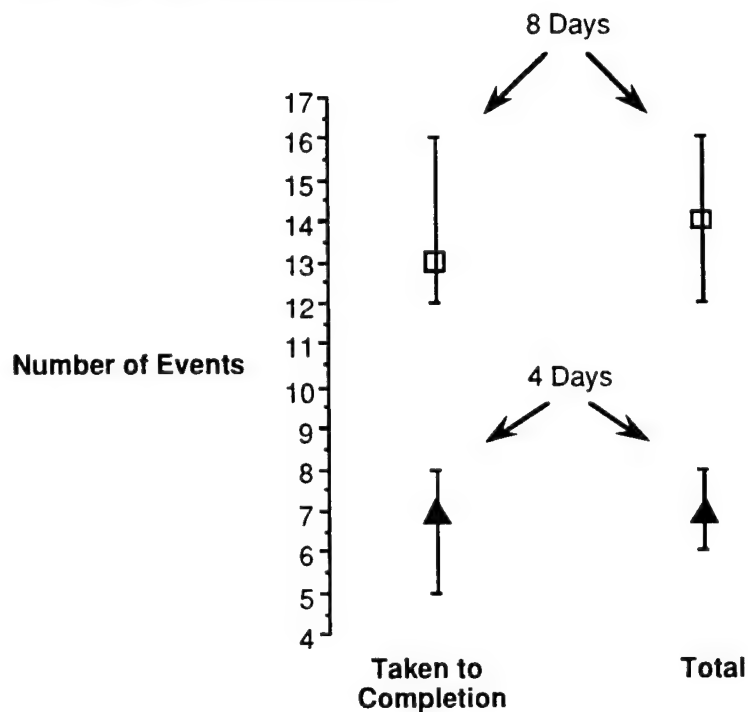 8 Days
17
16
15
14
13
12
11
Number of Events
10
4 Days
9
8
7
6
5
4
Taken to
Completion
Total